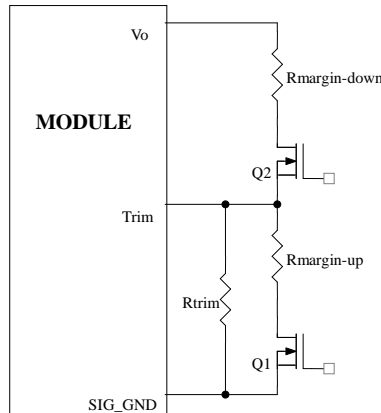 Vo
Rmargin-down
MODULE
Q2
Trim
Rmargin-up
Rtrim
Q1
SIG_GND